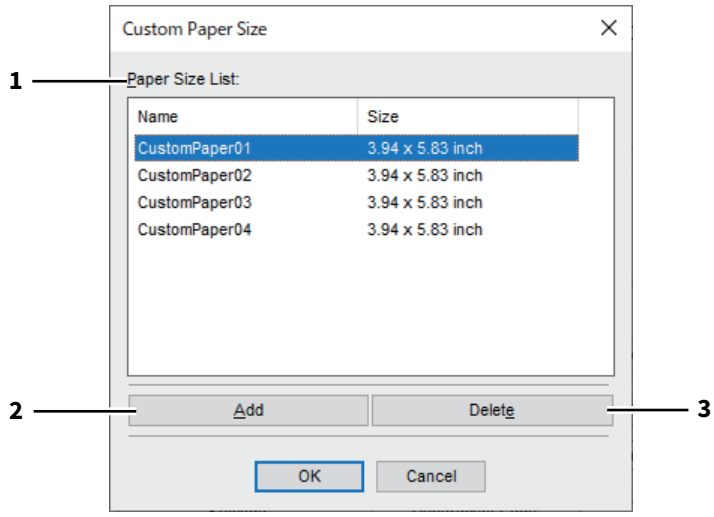 Custom Paper Size
1
Paper Size List:
Name Size
CustomPaper01 3.94 x 5.83 inch
CustomPaper02 3.94 x 5.83 inch
CustomPaper03 3.94 x 5.83 inch
CustomPaper04 3.94 x 5.83 inch
2 Add Delete 3
OK Cancel